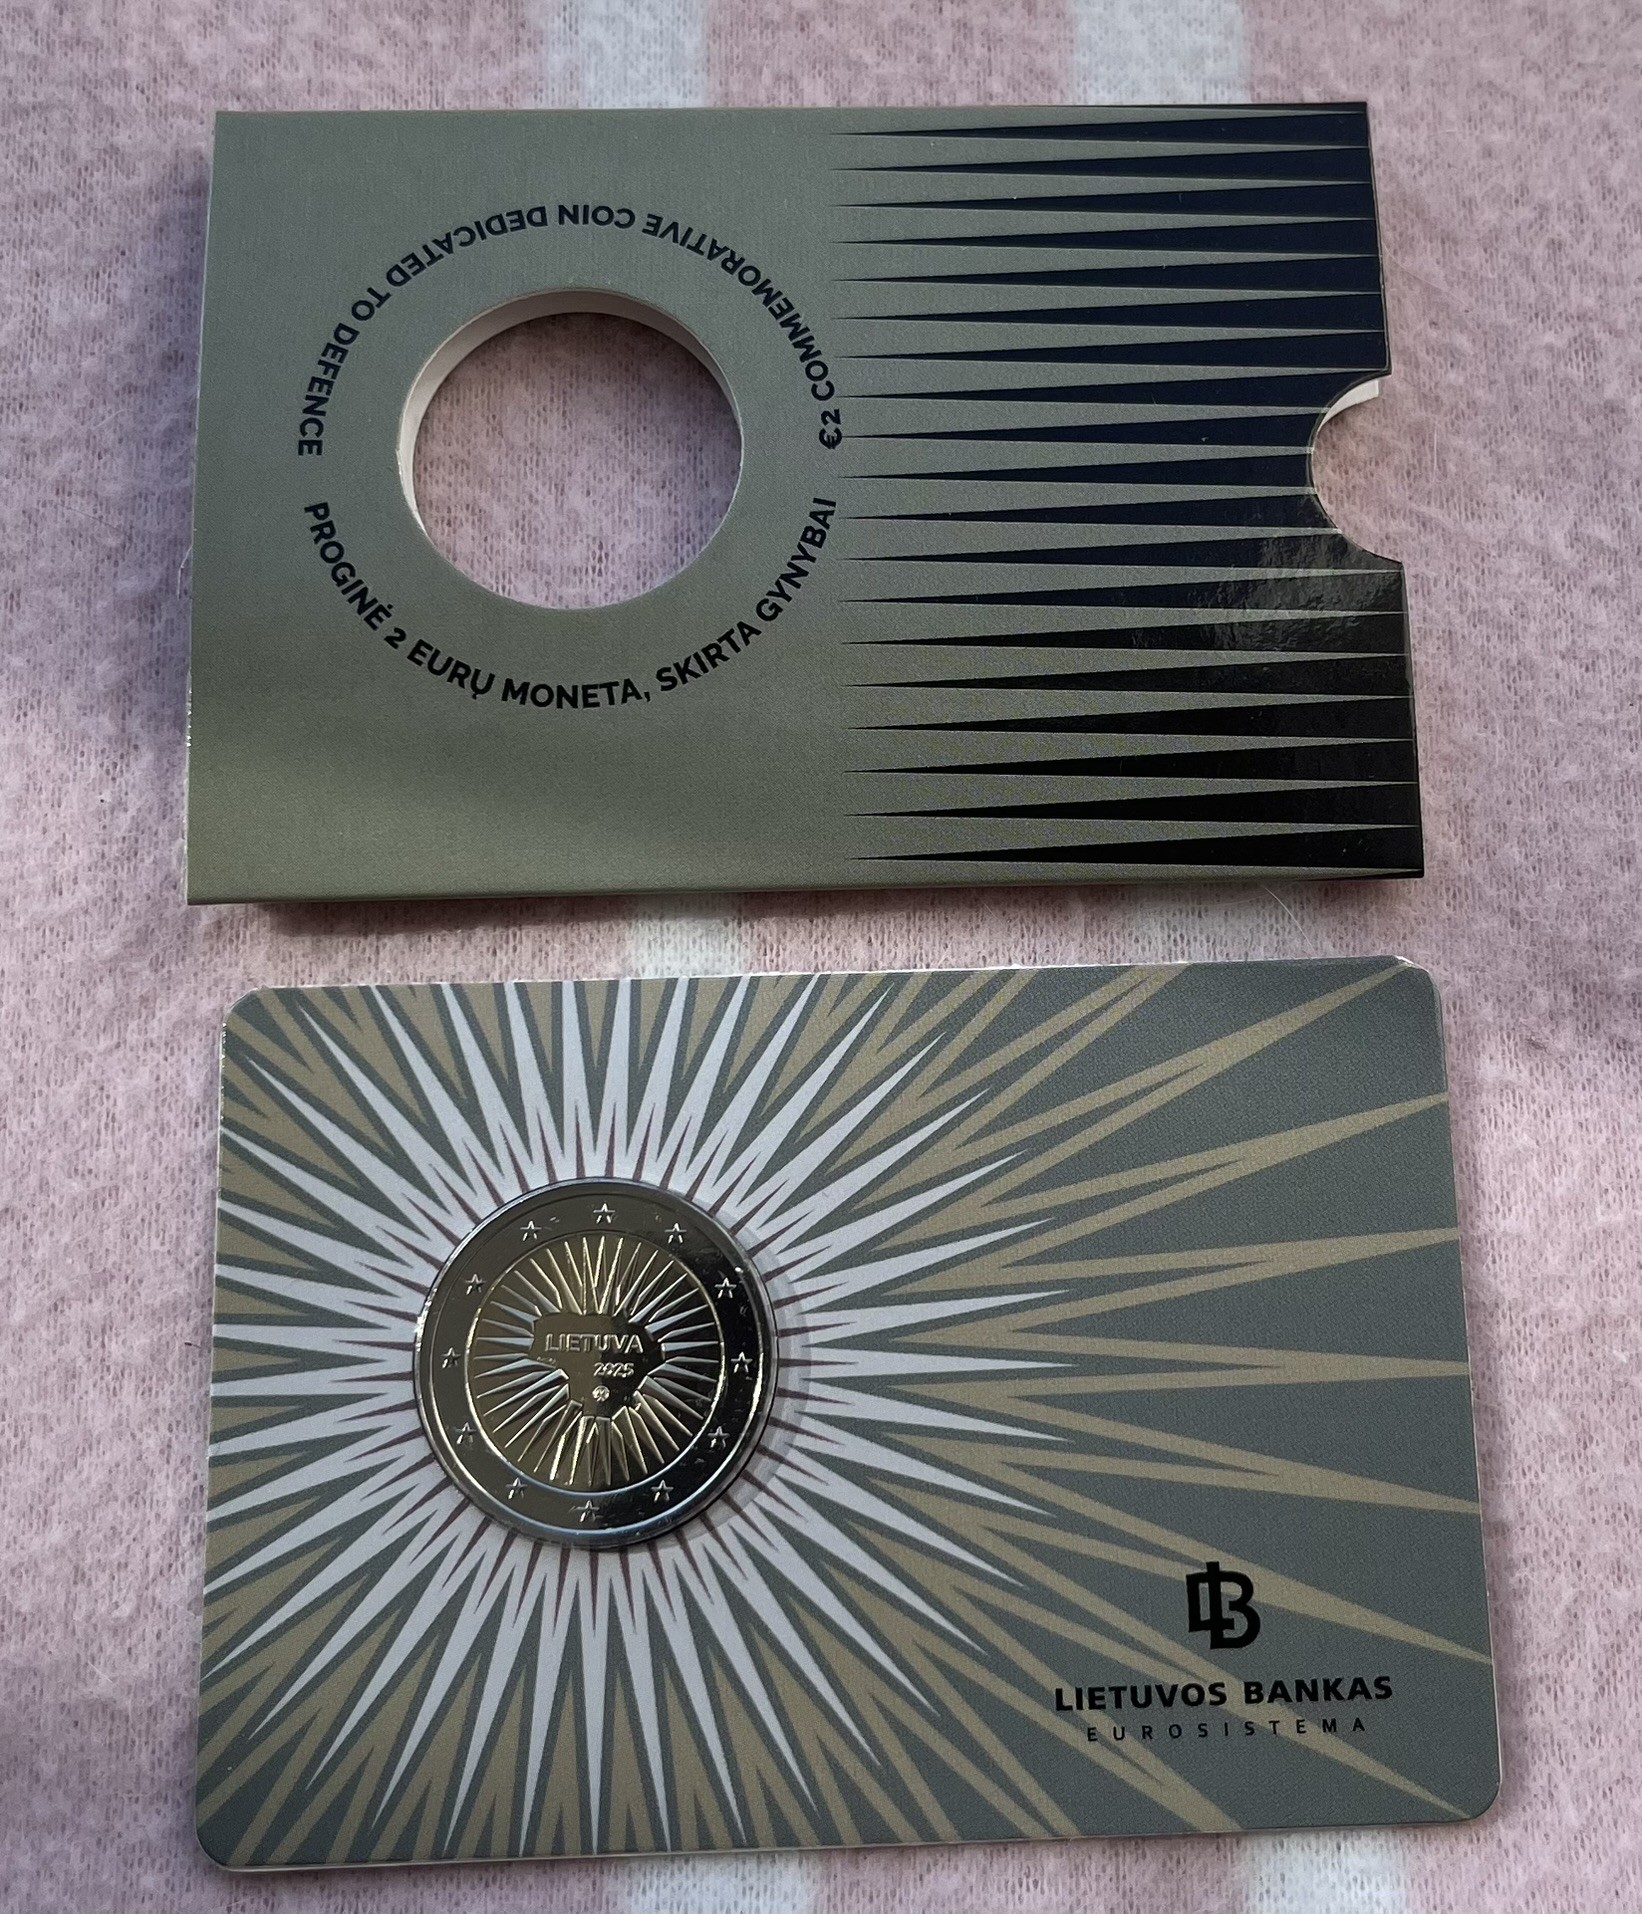 €2 COMMEMORATIVE COIN DEDICATED TO DEFENCE
PROGINĖ 2 EURŲ MONETA, SKIRTA GYNYBAI
LIETUVA
2025
LIETUVOS BANKAS
EUROSISTEMA